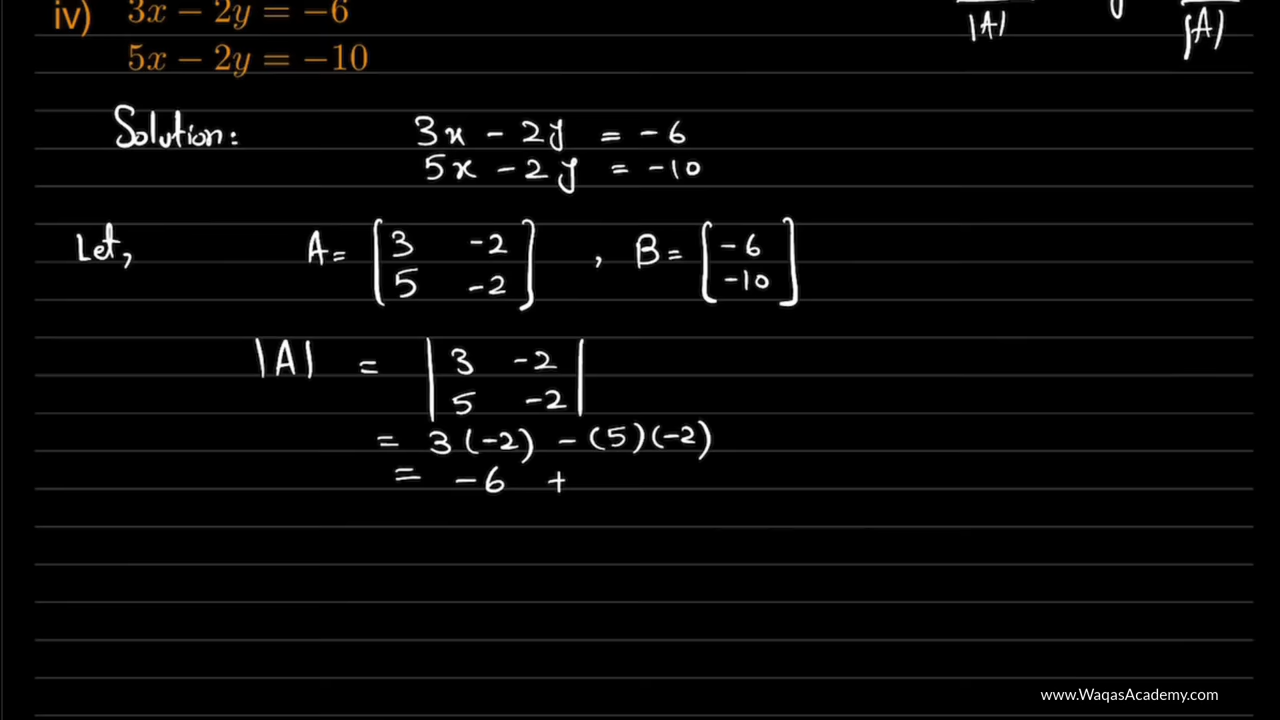 iv) 3x − 2y = −6
|A| y |A|
5x − 2y = −10
Solution: 3x - 2y = -6
5x - 2y = -10
Let, A = [3 -2 , B = [-6
5 -2] -10]
|A| = |3 -2|
|5 -2|
= 3(-2) - (5)(-2)
= -6 +
www.WaqasAcademy.com